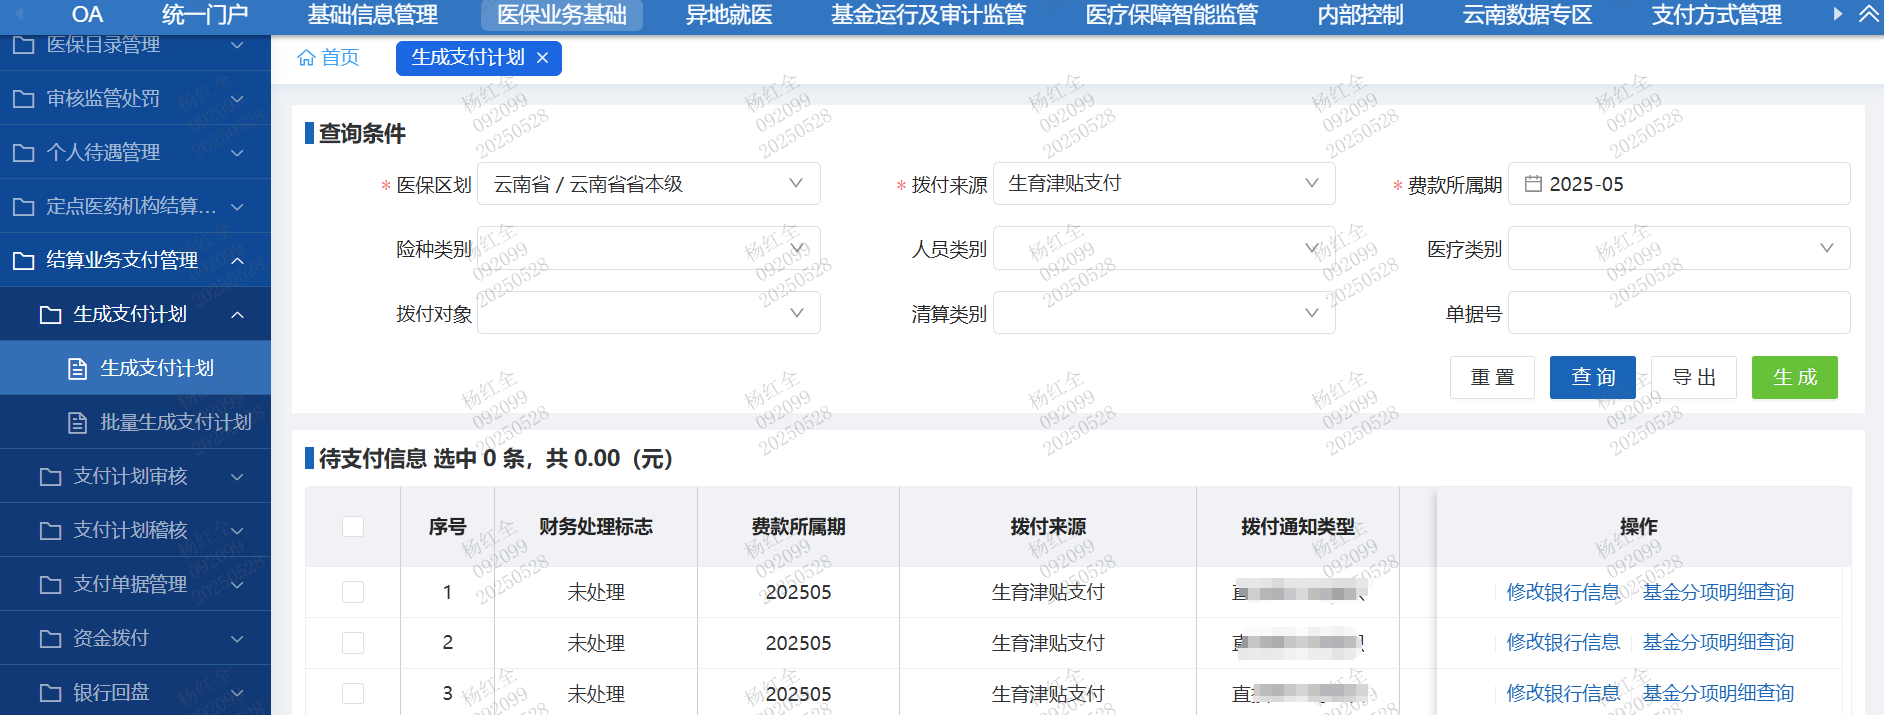 OA 统一门户 基础信息管理 医保业务基础 异地就医 基金运行及审计监管 医疗保障智能监管 内部控制 云南数据专区 支付方式管理
医保目录管理
审核监管处罚
个人待遇管理
定点医药机构结算...
结算业务支付管理
生成支付计划
生成支付计划
批量生成支付计划
支付计划审核
支付计划稽核
支付单据管理
资金拨付
银行回盘
首页 生成支付计划 ×
查询条件
* 医保区划 云南省 / 云南省省本级 * 拨付来源 生育津贴支付 * 费款所属期 2025-05
险种类别 人员类别 医疗类别
拨付对象 清算类别 单据号
重置 查询 导出 生成
待支付信息 选中 0 条，共 0.00（元）
序号 财务处理标志 费款所属期 拨付来源 拨付通知类型 操作
1 未处理 202505 生育津贴支付 修改银行信息 基金分项明细查询
2 未处理 202505 生育津贴支付 修改银行信息 基金分项明细查询
3 未处理 202505 生育津贴支付 直 修改银行信息 基金分项明细查询
杨红全
092099
20250528